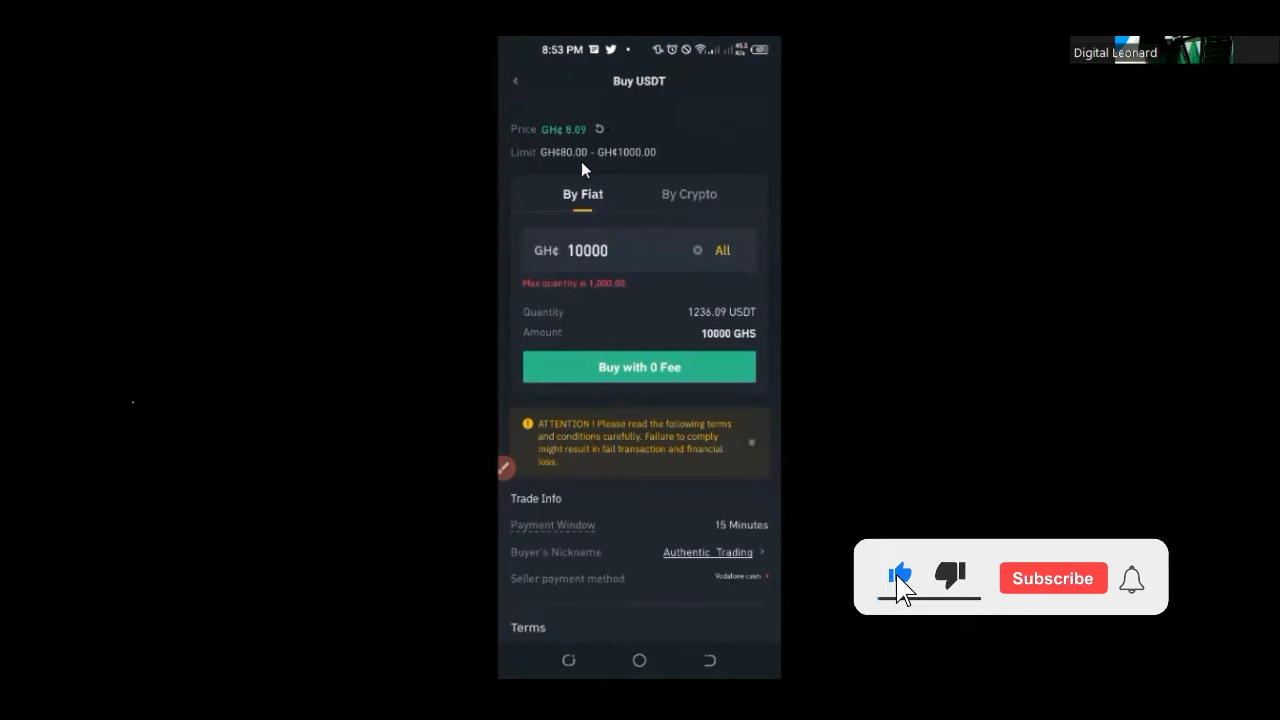 8:53 PM
Digital Leonard
Buy USDT
Price GH¢ 8.09
Limit GH¢80.00 - GH¢1000.00
By Fiat By Crypto
GH¢ 10000 All
Max quantity is 1,000.00.
Quantity 1236.09 USDT
Amount 10000 GHS
Buy with 0 Fee
ATTENTION ! Please read the following terms
and conditions carefully. Failure to comply
might result in fail transaction and financial
loss.
Trade Info
Payment Window 15 Minutes
Buyer's Nickname Authentic_Trading
Seller payment method Vodafone cash
Subscribe
Terms